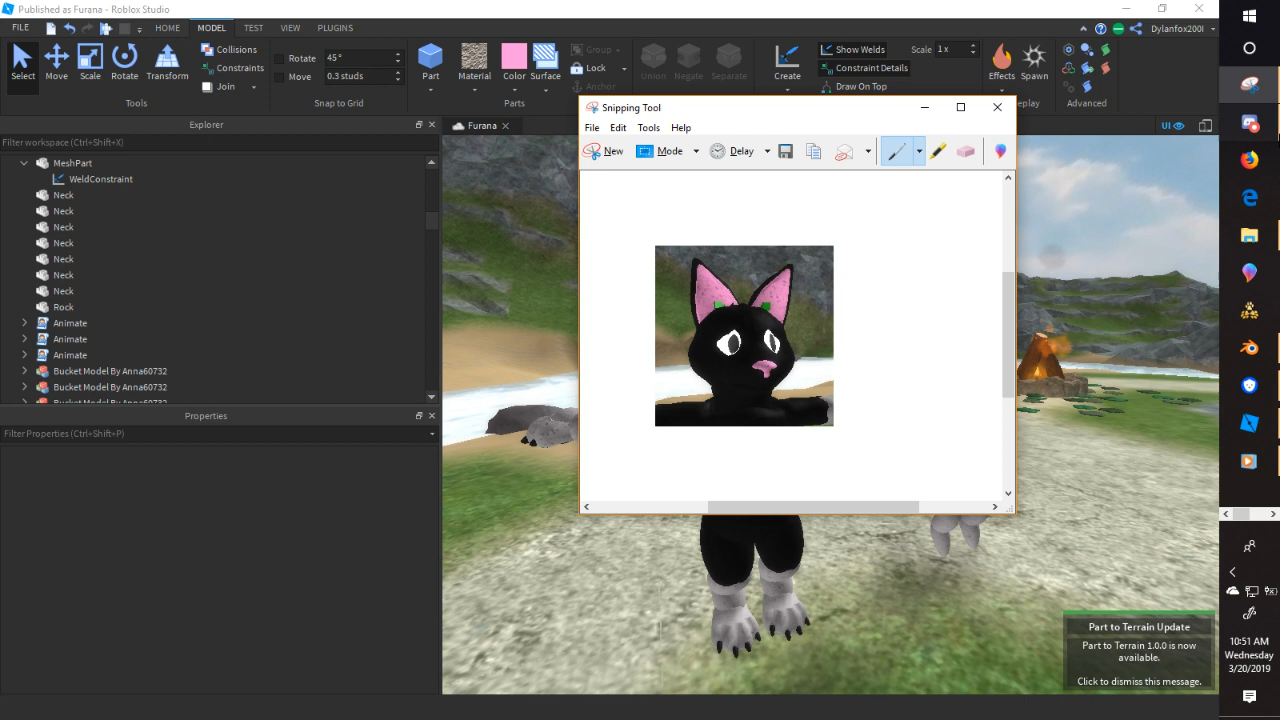 Published as Furana - Roblox Studio
FILE HOME MODEL TEST VIEW PLUGINS Dylanfox200l
Select Move Scale Rotate Transform
Collisions
Constraints
Join
Tools
Rotate 45°
Move 0.3 studs
Snap to Grid
Part Material Color Surface
Group
Lock
Anchor
Parts
Union Negate Separate
Create
Show Welds Scale 1 x
Constraint Details
Draw On Top
Effects Spawn
Advanced
Explorer
Filter workspace (Ctrl+Shift+X)
MeshPart
WeldConstraint
Neck
Neck
Neck
Neck
Neck
Neck
Neck
Rock
Animate
Animate
Animate
Bucket Model By Anna60732
Bucket Model By Anna60732
Bucket Model By Anna60732
Properties
Filter Properties (Ctrl+Shift+P)
Furana
UI
Snipping Tool
File Edit Tools Help
New Mode Delay
Part to Terrain Update
Part to Terrain 1.0.0 is now
available.
Click to dismiss this message.
10:51 AM
Wednesday
3/20/2019